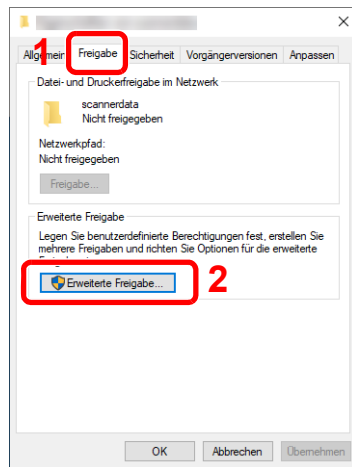 1
Allgemein Freigabe Sicherheit Vorgängerversionen Anpassen
Datei- und Druckerfreigabe im Netzwerk
scannerdata
Nicht freigegeben
Netzwerkpfad:
Nicht freigegeben
Freigabe...
Erweiterte Freigabe
Legen Sie benutzerdefinierte Berechtigungen fest, erstellen Sie
mehrere Freigaben und richten Sie Optionen für die erweiterte
Erweiterte Freigabe...
2
OK Abbrechen Übernehmen